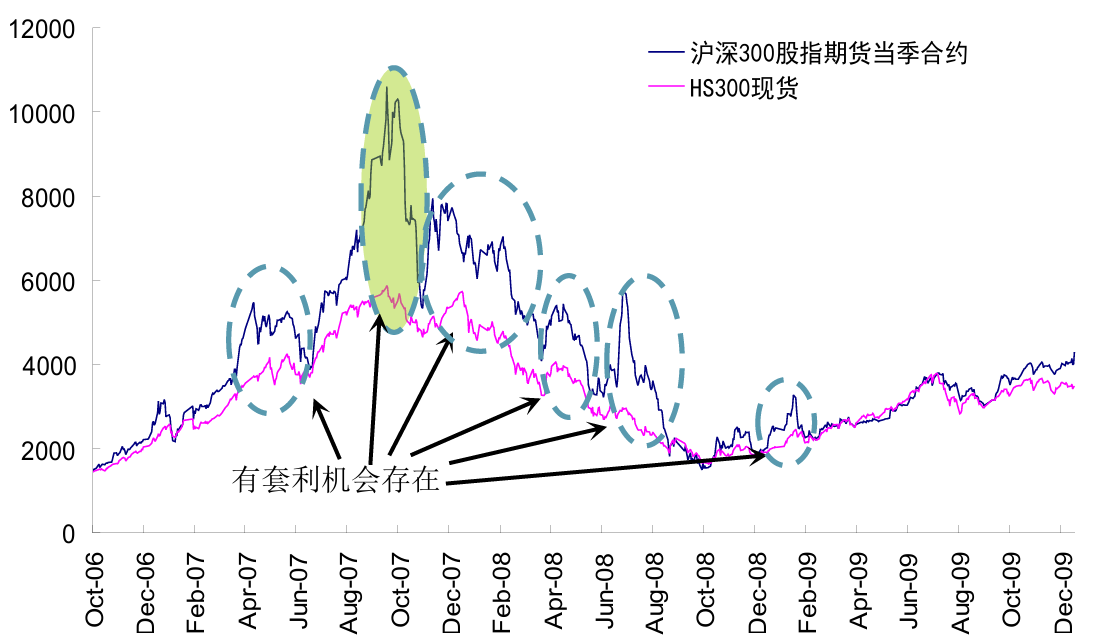 12000
10000
8000
6000
4000
2000
0
沪深300股指期货当季合约
HS300现货
有套利机会存在
Oct-06
Dec-06
Feb-07
Apr-07
Jun-07
Aug-07
Oct-07
Dec-07
Feb-08
Apr-08
Jun-08
Aug-08
Oct-08
Dec-08
Feb-09
Apr-09
Jun-09
Aug-09
Oct-09
Dec-09